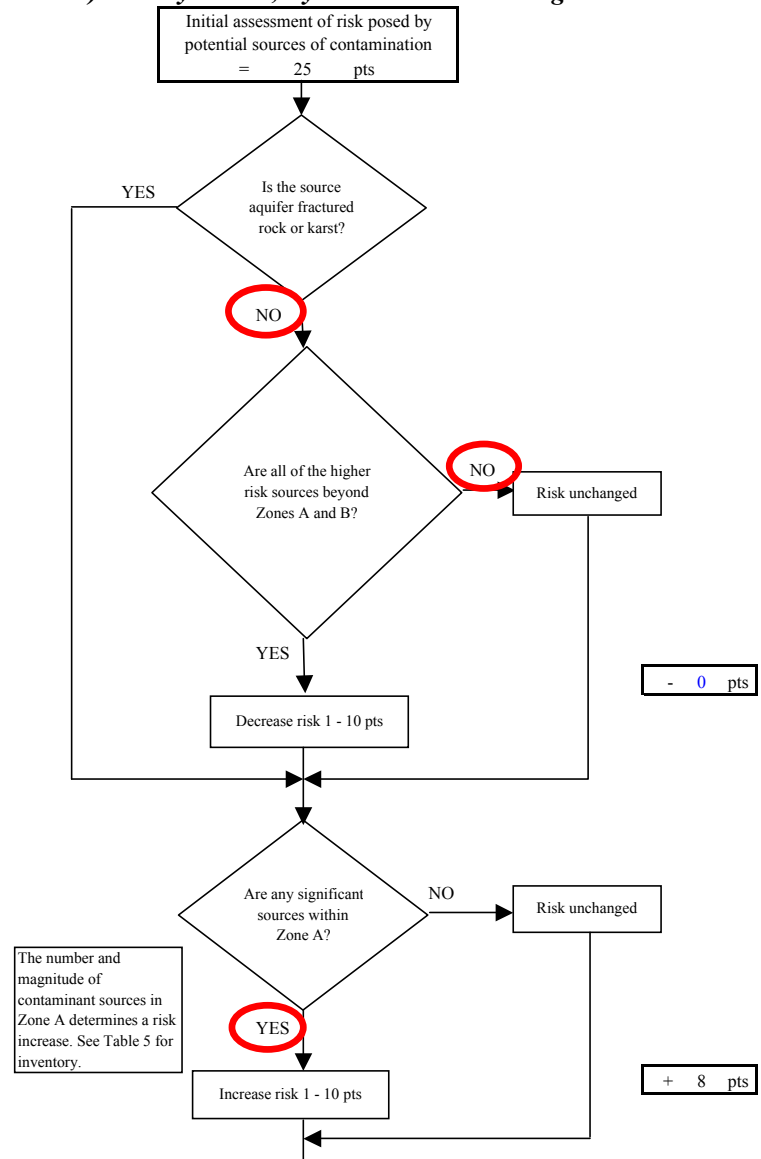 Initial assessment of risk posed by
potential sources of contamination
= 25 pts
YES
Is the source
aquifer fractured
rock or karst?
NO
Are all of the higher
risk sources beyond
Zones A and B?
NO
Risk unchanged
YES
- 0 pts
Decrease risk 1 - 10 pts
Are any significant
sources within
Zone A?
NO
Risk unchanged
The number and
magnitude of
contaminant sources in
Zone A determines a risk
increase. See Table 5 for
inventory.
YES
Increase risk 1 - 10 pts
+ 8 pts